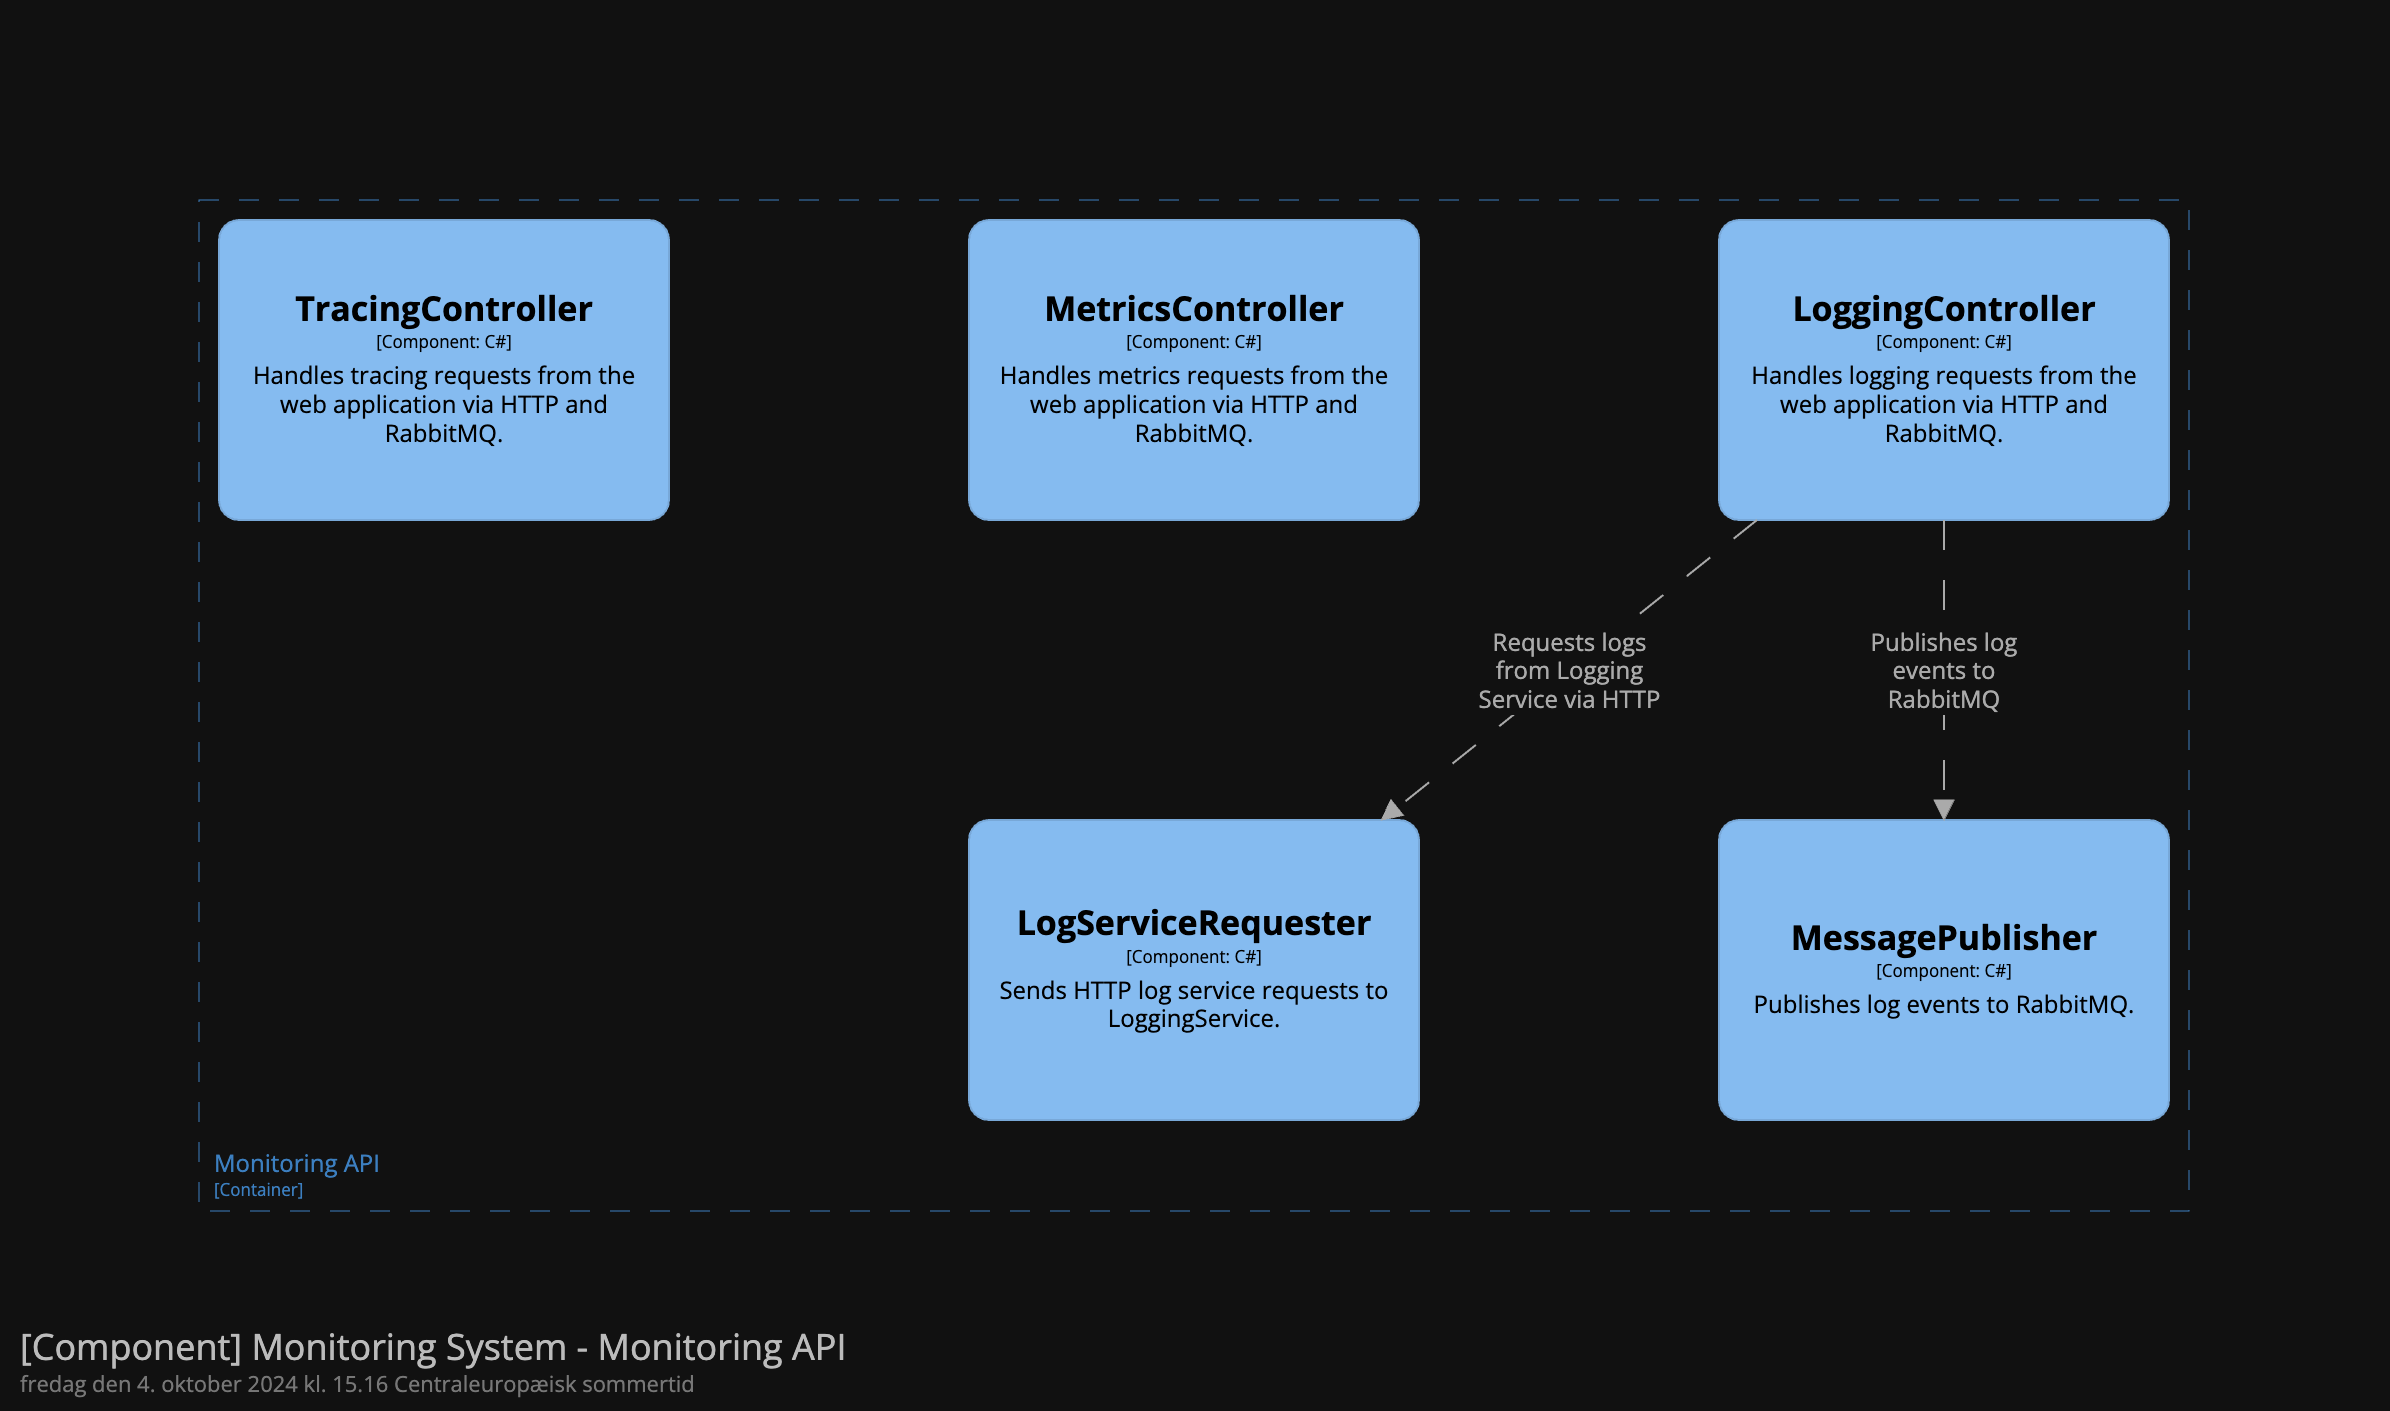 TracingController
[Component: C#]
Handles tracing requests from the
web application via HTTP and
RabbitMQ.
MetricsController
[Component: C#]
Handles metrics requests from the
web application via HTTP and
RabbitMQ.
LoggingController
[Component: C#]
Handles logging requests from the
web application via HTTP and
RabbitMQ.
Requests logs
from Logging
Service via HTTP
Publishes log
events to
RabbitMQ
LogServiceRequester
[Component: C#]
Sends HTTP log service requests to
LoggingService.
MessagePublisher
[Component: C#]
Publishes log events to RabbitMQ.
Monitoring API
[Container]
[Component] Monitoring System - Monitoring API
fredag den 4. oktober 2024 kl. 15.16 Centraleuropæisk sommertid